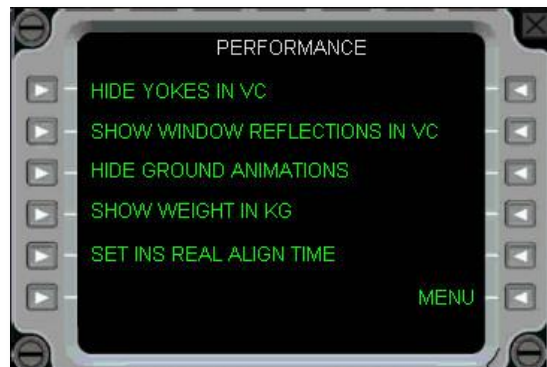 PERFORMANCE
HIDE YOKES IN VC
SHOW WINDOW REFLECTIONS IN VC
HIDE GROUND ANIMATIONS
SHOW WEIGHT IN KG
SET INS REAL ALIGN TIME
MENU